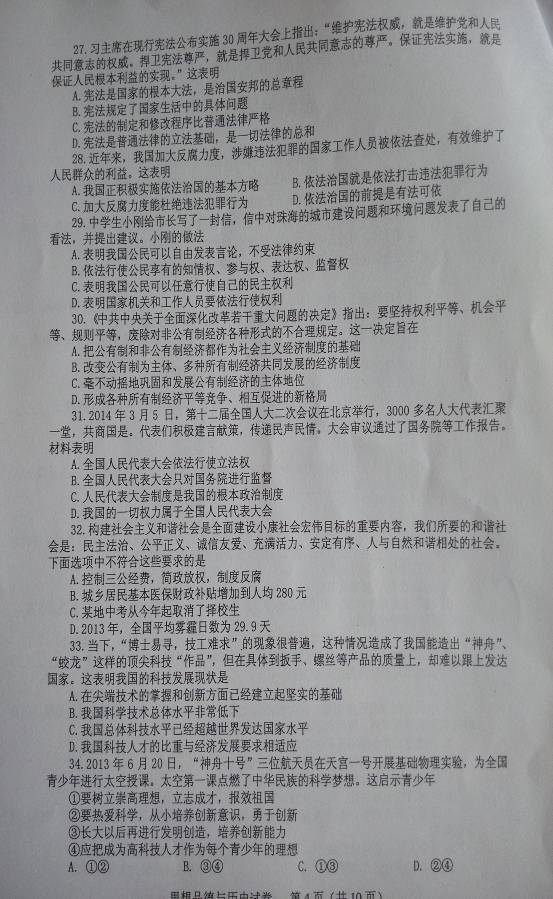 27.习主席在现行宪法公布实施 30 周年大会上指出：“维护宪法权威，就是维护党和人民
共同意志的权威。捍卫宪法尊严，就是捍卫党和人民共同意志的尊严。保证宪法实施，就是
保证人民根本利益的实现。”这表明
A.宪法是国家的根本大法，是治国安邦的总章程
B.宪法规定了国家生活中的具体问题
C.宪法的制定和修改程序比普通法律严格
D.宪法是普通法律的立法基础，是一切法律的总和
28.近年来，我国加大反腐力度，涉嫌违法犯罪的国家工作人员被依法查处，有效维护了
人民群众的利益。这表明
A.我国正积极实施依法治国的基本方略 B.依法治国就是依法打击违法犯罪行为
C.加大反腐力度能杜绝违法犯罪行为 D.依法治国的前提是有法可依
29.中学生小刚给市长写了一封信，信中对珠海的城市建设问题和环境问题发表了自己的
看法，并提出建议。小刚的做法
A.表明我国公民可以自由发表言论，不受法律约束
B.依法行使公民享有的知情权、参与权、表达权、监督权
C.表明我国公民可以任意行使自己的民主权利
D.表明国家机关和工作人员要依法行使权利
30.《中共中央关于全面深化改革若干重大问题的决定》指出：要坚持权利平等、机会平
等、规则平等，废除对非公有制经济各种形式的不合理规定。这一决定旨在
A.把公有制和非公有制经济都作为社会主义经济制度的基础
B.改变公有制为主体、多种所有制经济共同发展的经济制度
C.毫不动摇地巩固和发展公有制经济的主体地位
D.形成各种所有制经济平等竞争、相互促进的新格局
31.2014 年 3 月 5 日，第十二届全国人大二次会议在北京举行，3000 多名人大代表汇聚
一堂，共商国是。代表们积极建言献策，传递民声民情。大会审议通过了国务院等工作报告。
材料表明
A.全国人民代表大会依法行使立法权
B.全国人民代表大会只对国务院进行监督
C.人民代表大会制度是我国的根本政治制度
D.我国的一切权力属于全国人民代表大会
32.构建社会主义和谐社会是全面建设小康社会宏伟目标的重要内容，我们所要的和谐社
会是：民主法治、公平正义、诚信友爱、充满活力、安定有序、人与自然和谐相处的社会。
下面选项中不符合这些要求的是
A.控制三公经费，简政放权，制度反腐
B.城乡居民基本医保财政补贴增加到人均 280 元
C.某地中考从今年起取消了择校生
D.2013 年，全国平均雾霾日数为 29.9 天
33.当下，“博士易寻，技工难求”的现象很普遍，这种情况造成了我国能造出“神舟”、
“蛟龙”这样的顶尖科技“作品”，但在具体到扳手、螺丝等产品的质量上，却难以跟上发达
国家。这表明我国的科技发展现状是
A.在尖端技术的掌握和创新方面已经建立起坚实的基础
B.我国科学技术总体水平非常低下
C.我国总体科技水平已经超越世界发达国家水平
D.我国科技人才的比重与经济发展要求相适应
34.2013 年 6 月 20 日，“神舟十号”三位航天员在天宫一号开展基础物理实验，为全国
青少年进行太空授课。太空第一课点燃了中华民族的科学梦想。这启示青少年
①要树立崇高理想，立志成才，报效祖国
②要热爱科学，从小培养创新意识，勇于创新
③长大以后再进行发明创造，培养创新能力
④应把成为高科技人才作为每个青少年的理想
A. ①② B. ③④ C. ①③ D. ②④
思想品德与历史试卷 第 4 页（共 10 页）